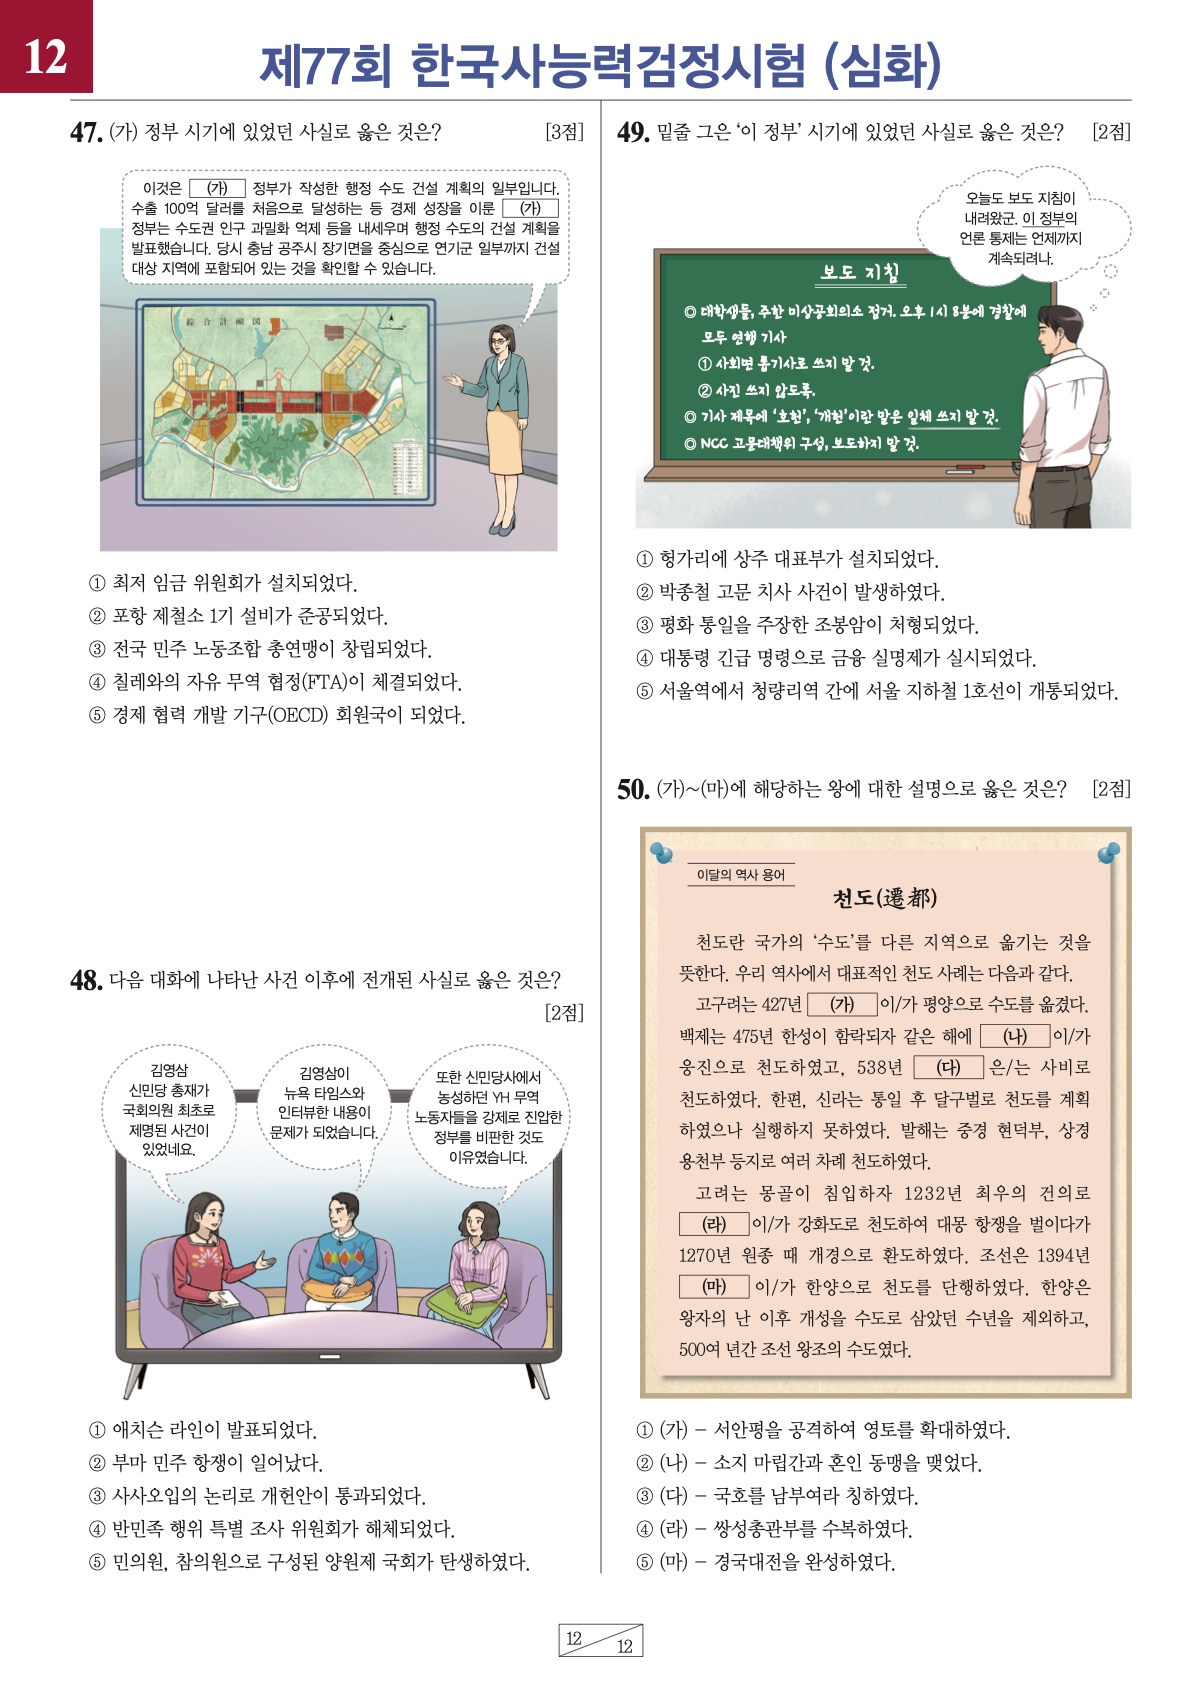 12
제77회 한국사능력검정시험 (심화)
47. (가) 정부 시기에 있었던 사실로 옳은 것은? [3점]
이것은 (가) 정부가 작성한 행정 수도 건설 계획의 일부입니다.
수출 100억 달러를 처음으로 달성하는 등 경제 성장을 이룬 (가)
정부는 수도권 인구 과밀화 억제 등을 내세우며 행정 수도의 건설 계획을
발표했습니다. 당시 충남 공주시 장기면을 중심으로 연기군 일부까지 건설
대상 지역에 포함되어 있는 것을 확인할 수 있습니다.
綜合計劃図
① 최저 임금 위원회가 설치되었다.
② 포항 제철소 1기 설비가 준공되었다.
③ 전국 민주 노동조합 총연맹이 창립되었다.
④ 칠레와의 자유 무역 협정(FTA)이 체결되었다.
⑤ 경제 협력 개발 기구(OECD) 회원국이 되었다.
48. 다음 대화에 나타난 사건 이후에 전개된 사실로 옳은 것은?
[2점]
김영삼
신민당 총재가
국회의원 최초로
제명된 사건이
있었네요.
김영삼이
뉴욕 타임스와
인터뷰한 내용이
문제가 되었습니다.
또한 신민당사에서
농성하던 YH 무역
노동자들을 강제로 진압한
정부를 비판한 것도
이유였습니다.
① 애치슨 라인이 발표되었다.
② 부마 민주 항쟁이 일어났다.
③ 사사오입의 논리로 개헌안이 통과되었다.
④ 반민족 행위 특별 조사 위원회가 해체되었다.
⑤ 민의원, 참의원으로 구성된 양원제 국회가 탄생하였다.
49. 밑줄 그은 ‘이 정부’ 시기에 있었던 사실로 옳은 것은? [2점]
오늘도 보도 지침이
내려왔군. 이 정부의
언론 통제는 언제까지
계속되려나.
보도 지침
◎ 대학생들, 주한 미상공회의소 점거. 오후 1시 8분에 경찰에
모두 연행 기사
① 사회면 톱기사로 쓰지 말 것.
② 사진 쓰지 않도록.
◎ 기사 제목에 ‘호헌’, ‘개헌’이란 말은 일체 쓰지 말 것.
◎ NCC 고문대책위 구성, 보도하지 말 것.
① 헝가리에 상주 대표부가 설치되었다.
② 박종철 고문 치사 사건이 발생하였다.
③ 평화 통일을 주장한 조봉암이 처형되었다.
④ 대통령 긴급 명령으로 금융 실명제가 실시되었다.
⑤ 서울역에서 청량리역 간에 서울 지하철 1호선이 개통되었다.
50. (가)~(마)에 해당하는 왕에 대한 설명으로 옳은 것은? [2점]
이달의 역사 용어
천도(遷都)
천도란 국가의 ‘수도’를 다른 지역으로 옮기는 것을
뜻한다. 우리 역사에서 대표적인 천도 사례는 다음과 같다.
고구려는 427년 (가) 이/가 평양으로 수도를 옮겼다.
백제는 475년 한성이 함락되자 같은 해에 (나) 이/가
웅진으로 천도하였고, 538년 (다) 은/는 사비로
천도하였다. 한편, 신라는 통일 후 달구벌로 천도를 계획
하였으나 실행하지 못하였다. 발해는 중경 현덕부, 상경
용천부 등지로 여러 차례 천도하였다.
고려는 몽골이 침입하자 1232년 최우의 건의로
(라) 이/가 강화도로 천도하여 대몽 항쟁을 벌이다가
1270년 원종 때 개경으로 환도하였다. 조선은 1394년
(마) 이/가 한양으로 천도를 단행하였다. 한양은
왕자의 난 이후 개성을 수도로 삼았던 수년을 제외하고,
500여 년간 조선 왕조의 수도였다.
① (가) - 서안평을 공격하여 영토를 확대하였다.
② (나) - 소지 마립간과 혼인 동맹을 맺었다.
③ (다) - 국호를 남부여라 칭하였다.
④ (라) - 쌍성총관부를 수복하였다.
⑤ (마) - 경국대전을 완성하였다.
12
12